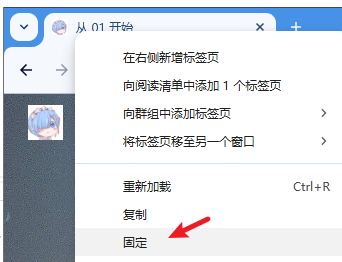 从 01 开始
在右侧新增标签页
向阅读清单中添加 1 个标签页
向群组中添加标签页
将标签页移至另一个窗口
重新加载 Ctrl+R
复制
固定